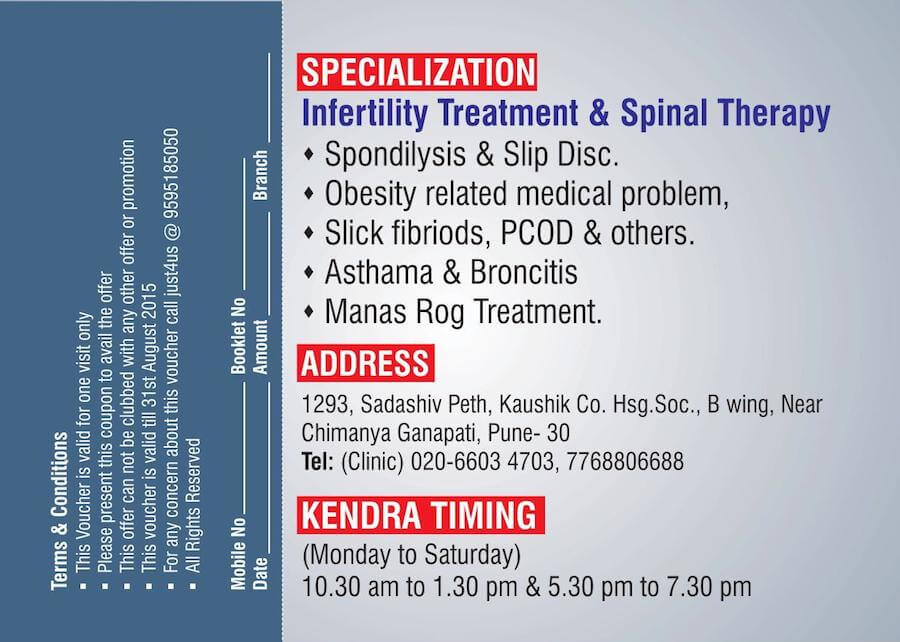 Terms & Conditions
▪ This Voucher is valid for one visit only
▪ Please present this coupon to avail the offer
▪ This offer can not be clubbed with any other offer or promotion
▪ This voucher is valid till 31st August 2015
▪ For any concern about this voucher call just4us @ 9595185050
▪ All Rights Reserved
Mobile No Booklet No
Date Amount Branch
SPECIALIZATION
Infertility Treatment & Spinal Therapy
♦ Spondilysis & Slip Disc.
♦ Obesity related medical problem,
♦ Slick fibriods, PCOD & others.
♦ Asthama & Broncitis
♦ Manas Rog Treatment.
ADDRESS
1293, Sadashiv Peth, Kaushik Co. Hsg.Soc., B wing, Near
Chimanya Ganapati, Pune- 30
Tel: (Clinic) 020-6603 4703, 7768806688
KENDRA TIMING
(Monday to Saturday)
10.30 am to 1.30 pm & 5.30 pm to 7.30 pm